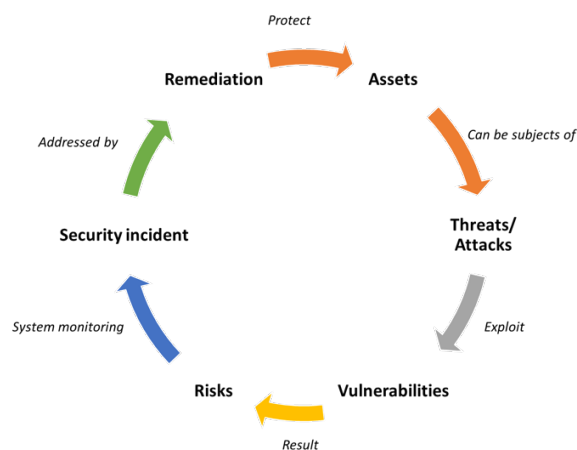 Protect
Remediation
Assets
Can be subjects of
Threats/
Attacks
Exploit
Vulnerabilities
Result
Risks
System monitoring
Security incident
Addressed by